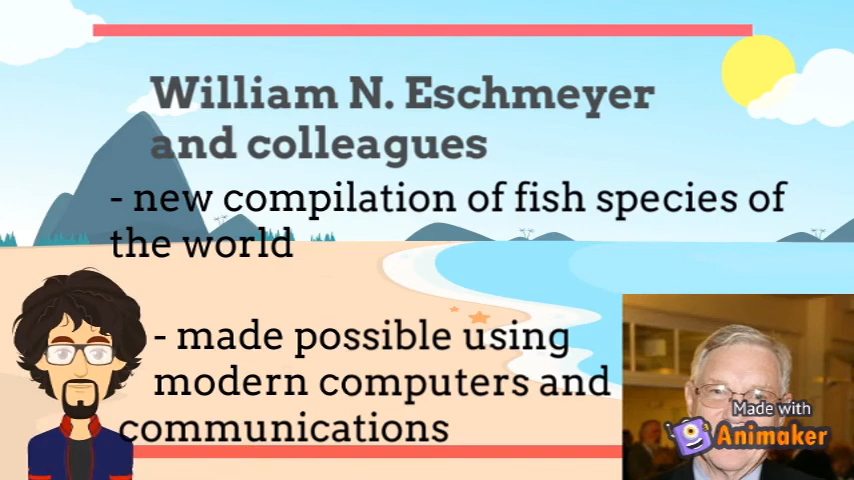 William N. Eschmeyer
and colleagues
- new compilation of fish species of
the world
- made possible using
modern computers and
communications
Made with
Animaker